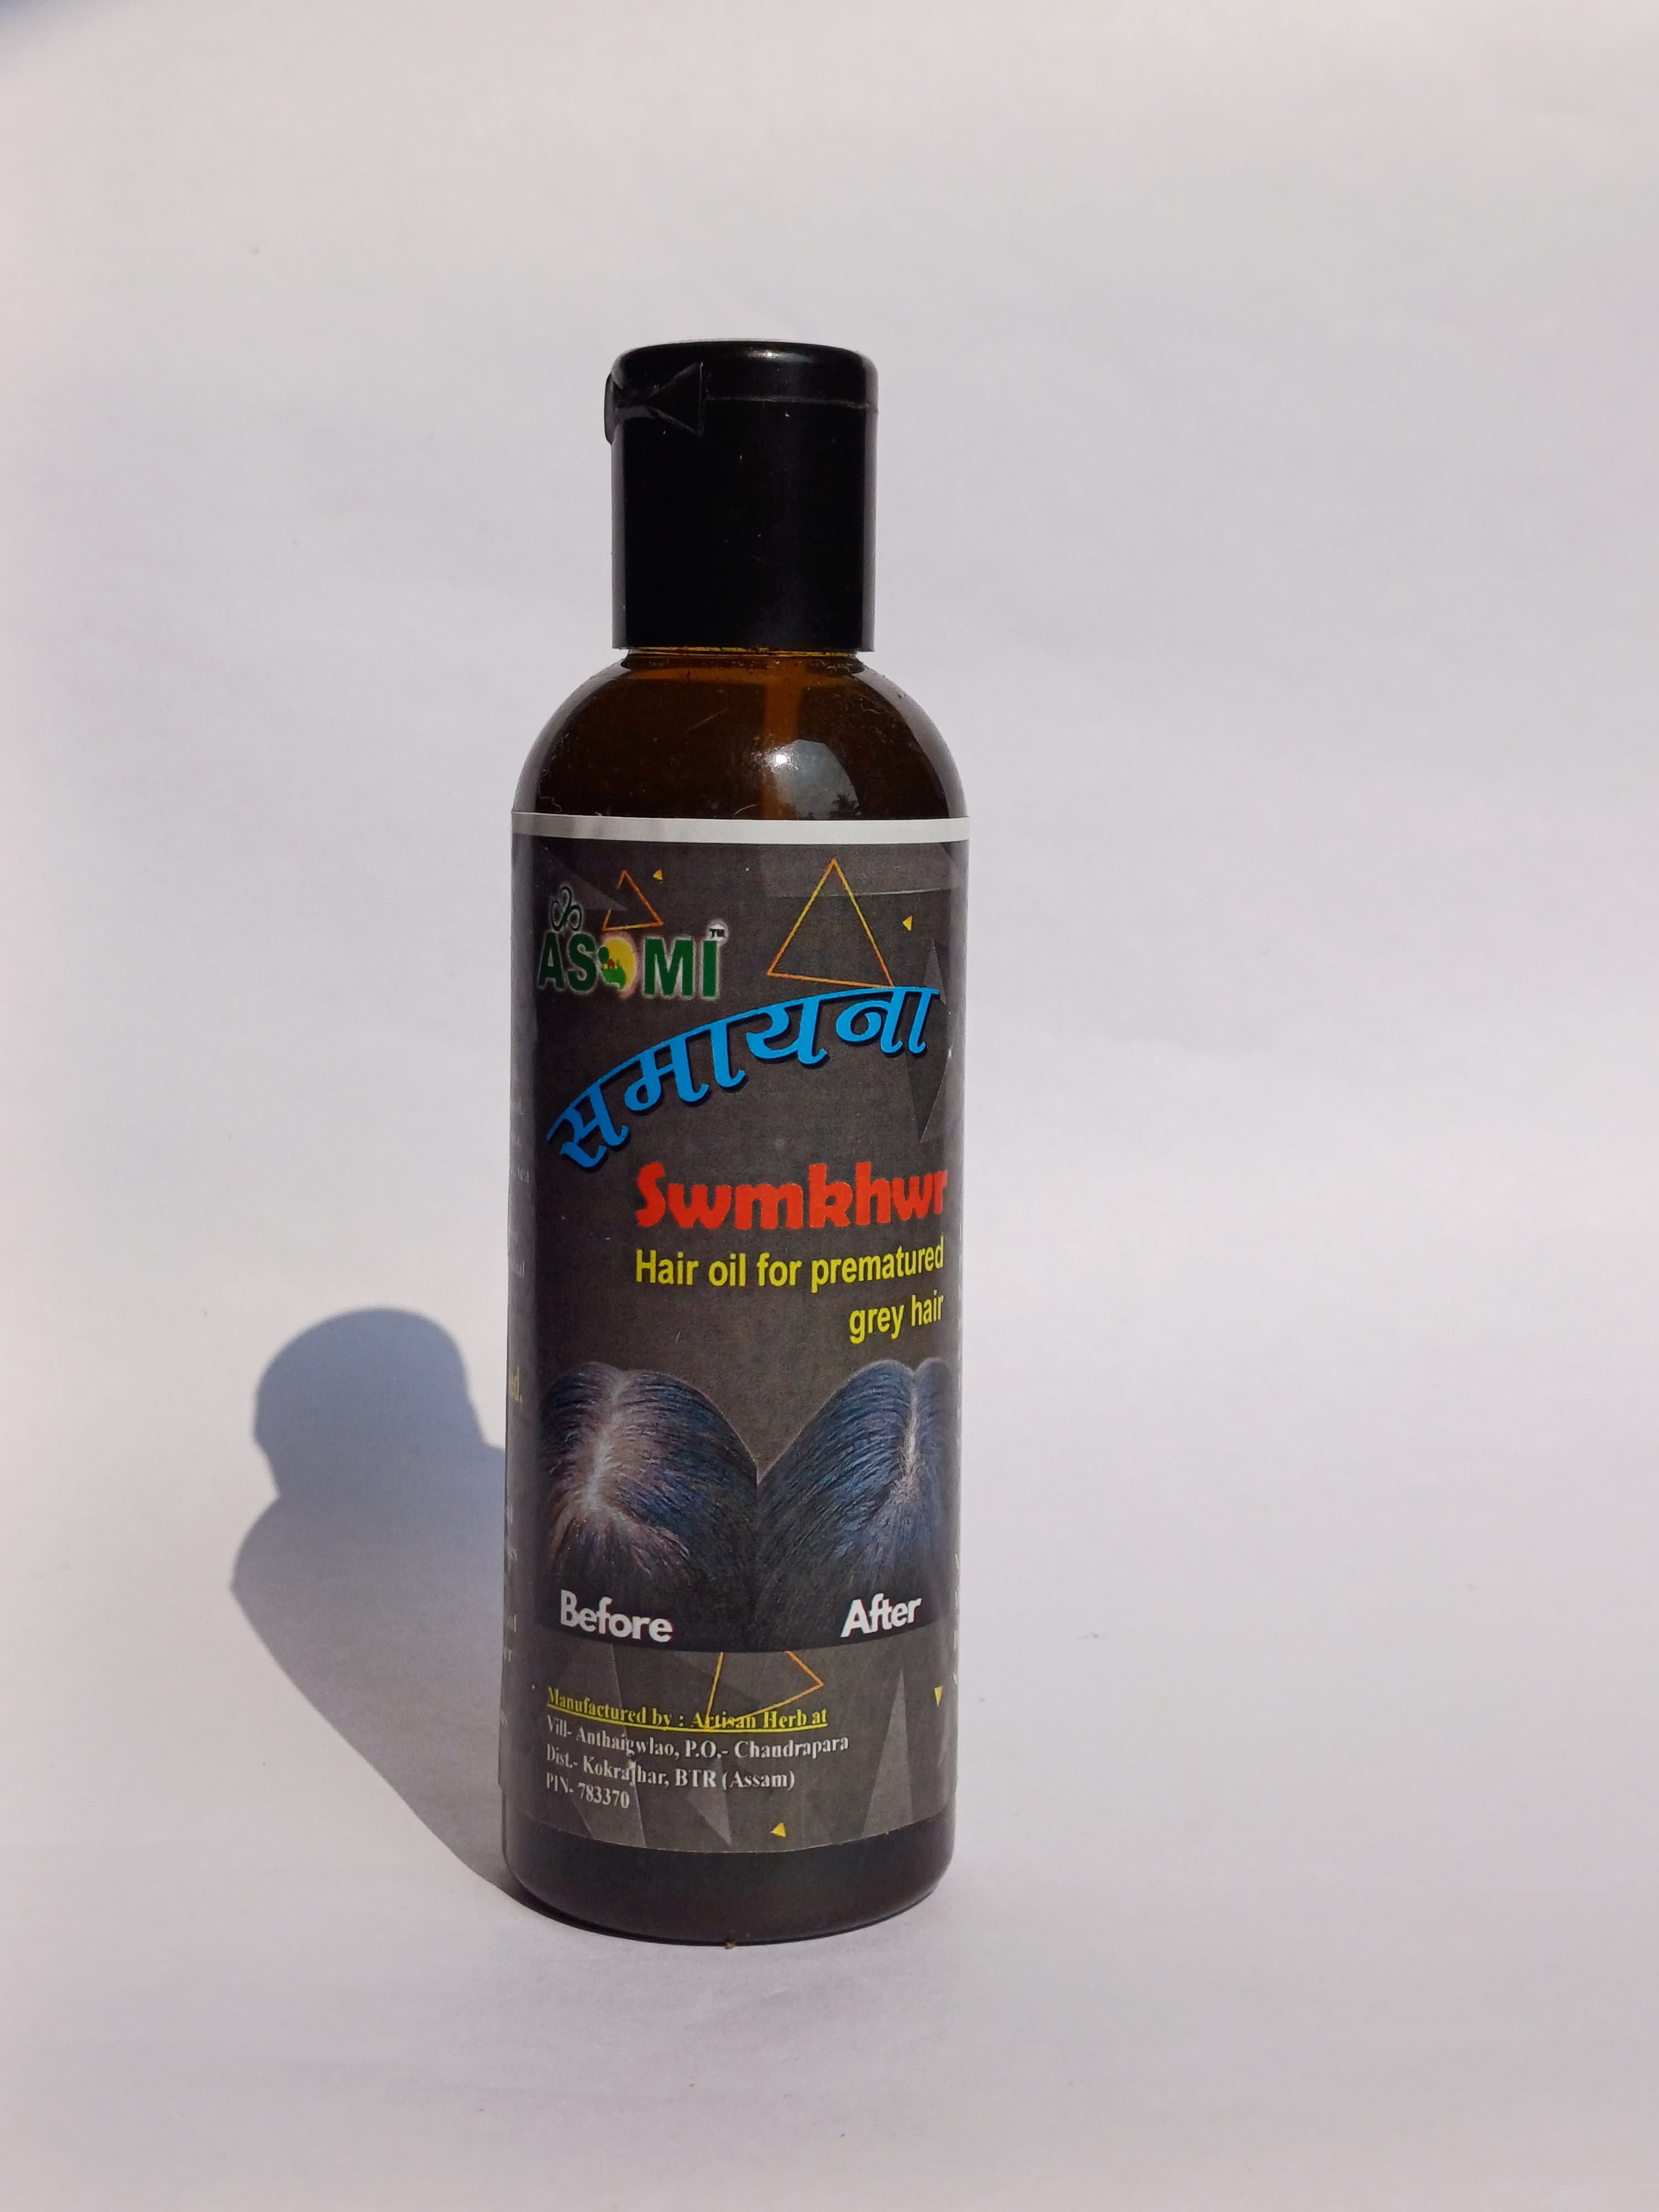 ASOMI™
समायना
Swmkhwr
Hair oil for prematured
grey hair
Before
After
Manufactured by : Artisan Herb at
Vill- Anthaigwlao, P.O.- Chandrapara
Dist.- Kokrajhar, BTR (Assam)
PIN- 783370